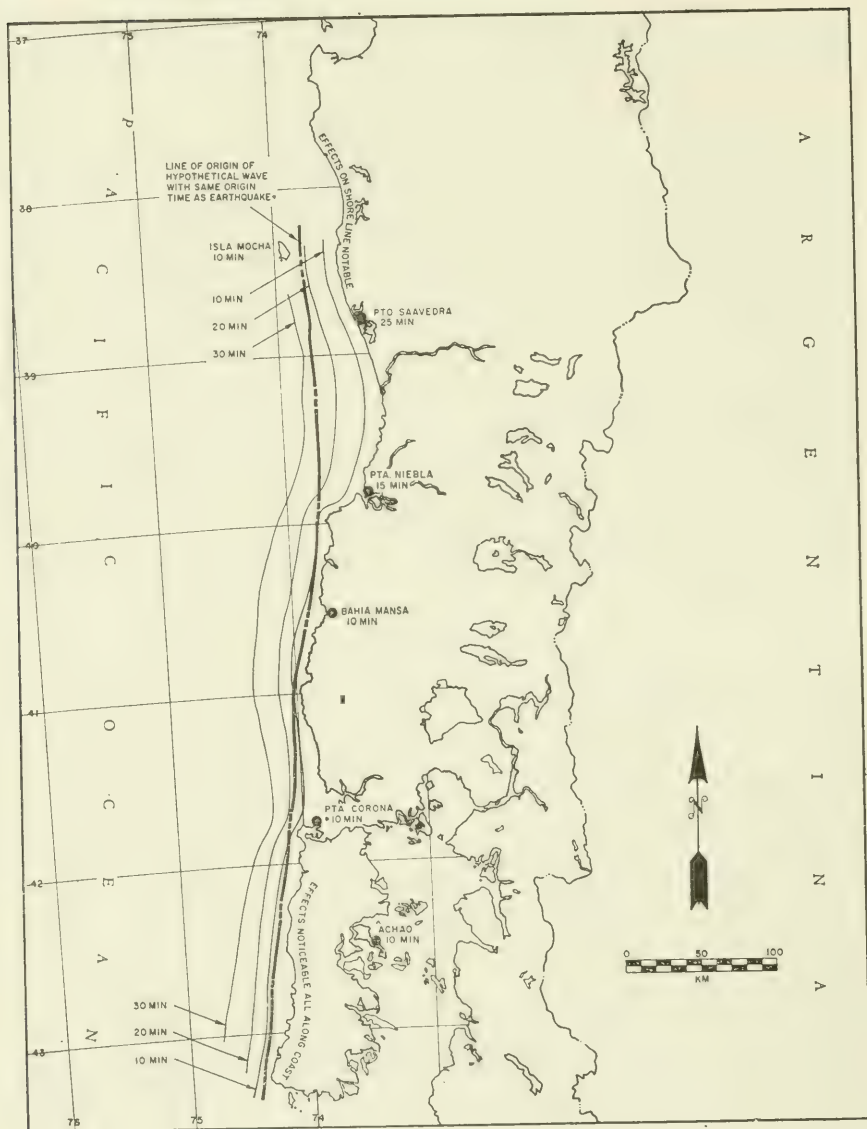 75
74
37
PACIFIC OCEAN
ARGENTINA
EFFECTS ON SHORE LINE NOTABLE
LINE OF ORIGIN OF
HYPOTHETICAL WAVE
WITH SAME ORIGIN
TIME AS EARTHQUAKE
38
ISLA MOCHA
10 MIN
10 MIN
20 MIN
30 MIN
PTO SAAVEDRA
25 MIN
39
PTA. NIEBLA
15 MIN
40
BAHIA MANSA
10 MIN
41
N
PTA. CORONA
10 MIN
42
EFFECTS NOTICEABLE ALL ALONG COAST
ACHAO
10 MIN
0 50 100
KM
30 MIN
20 MIN
10 MIN
43
76
75
74